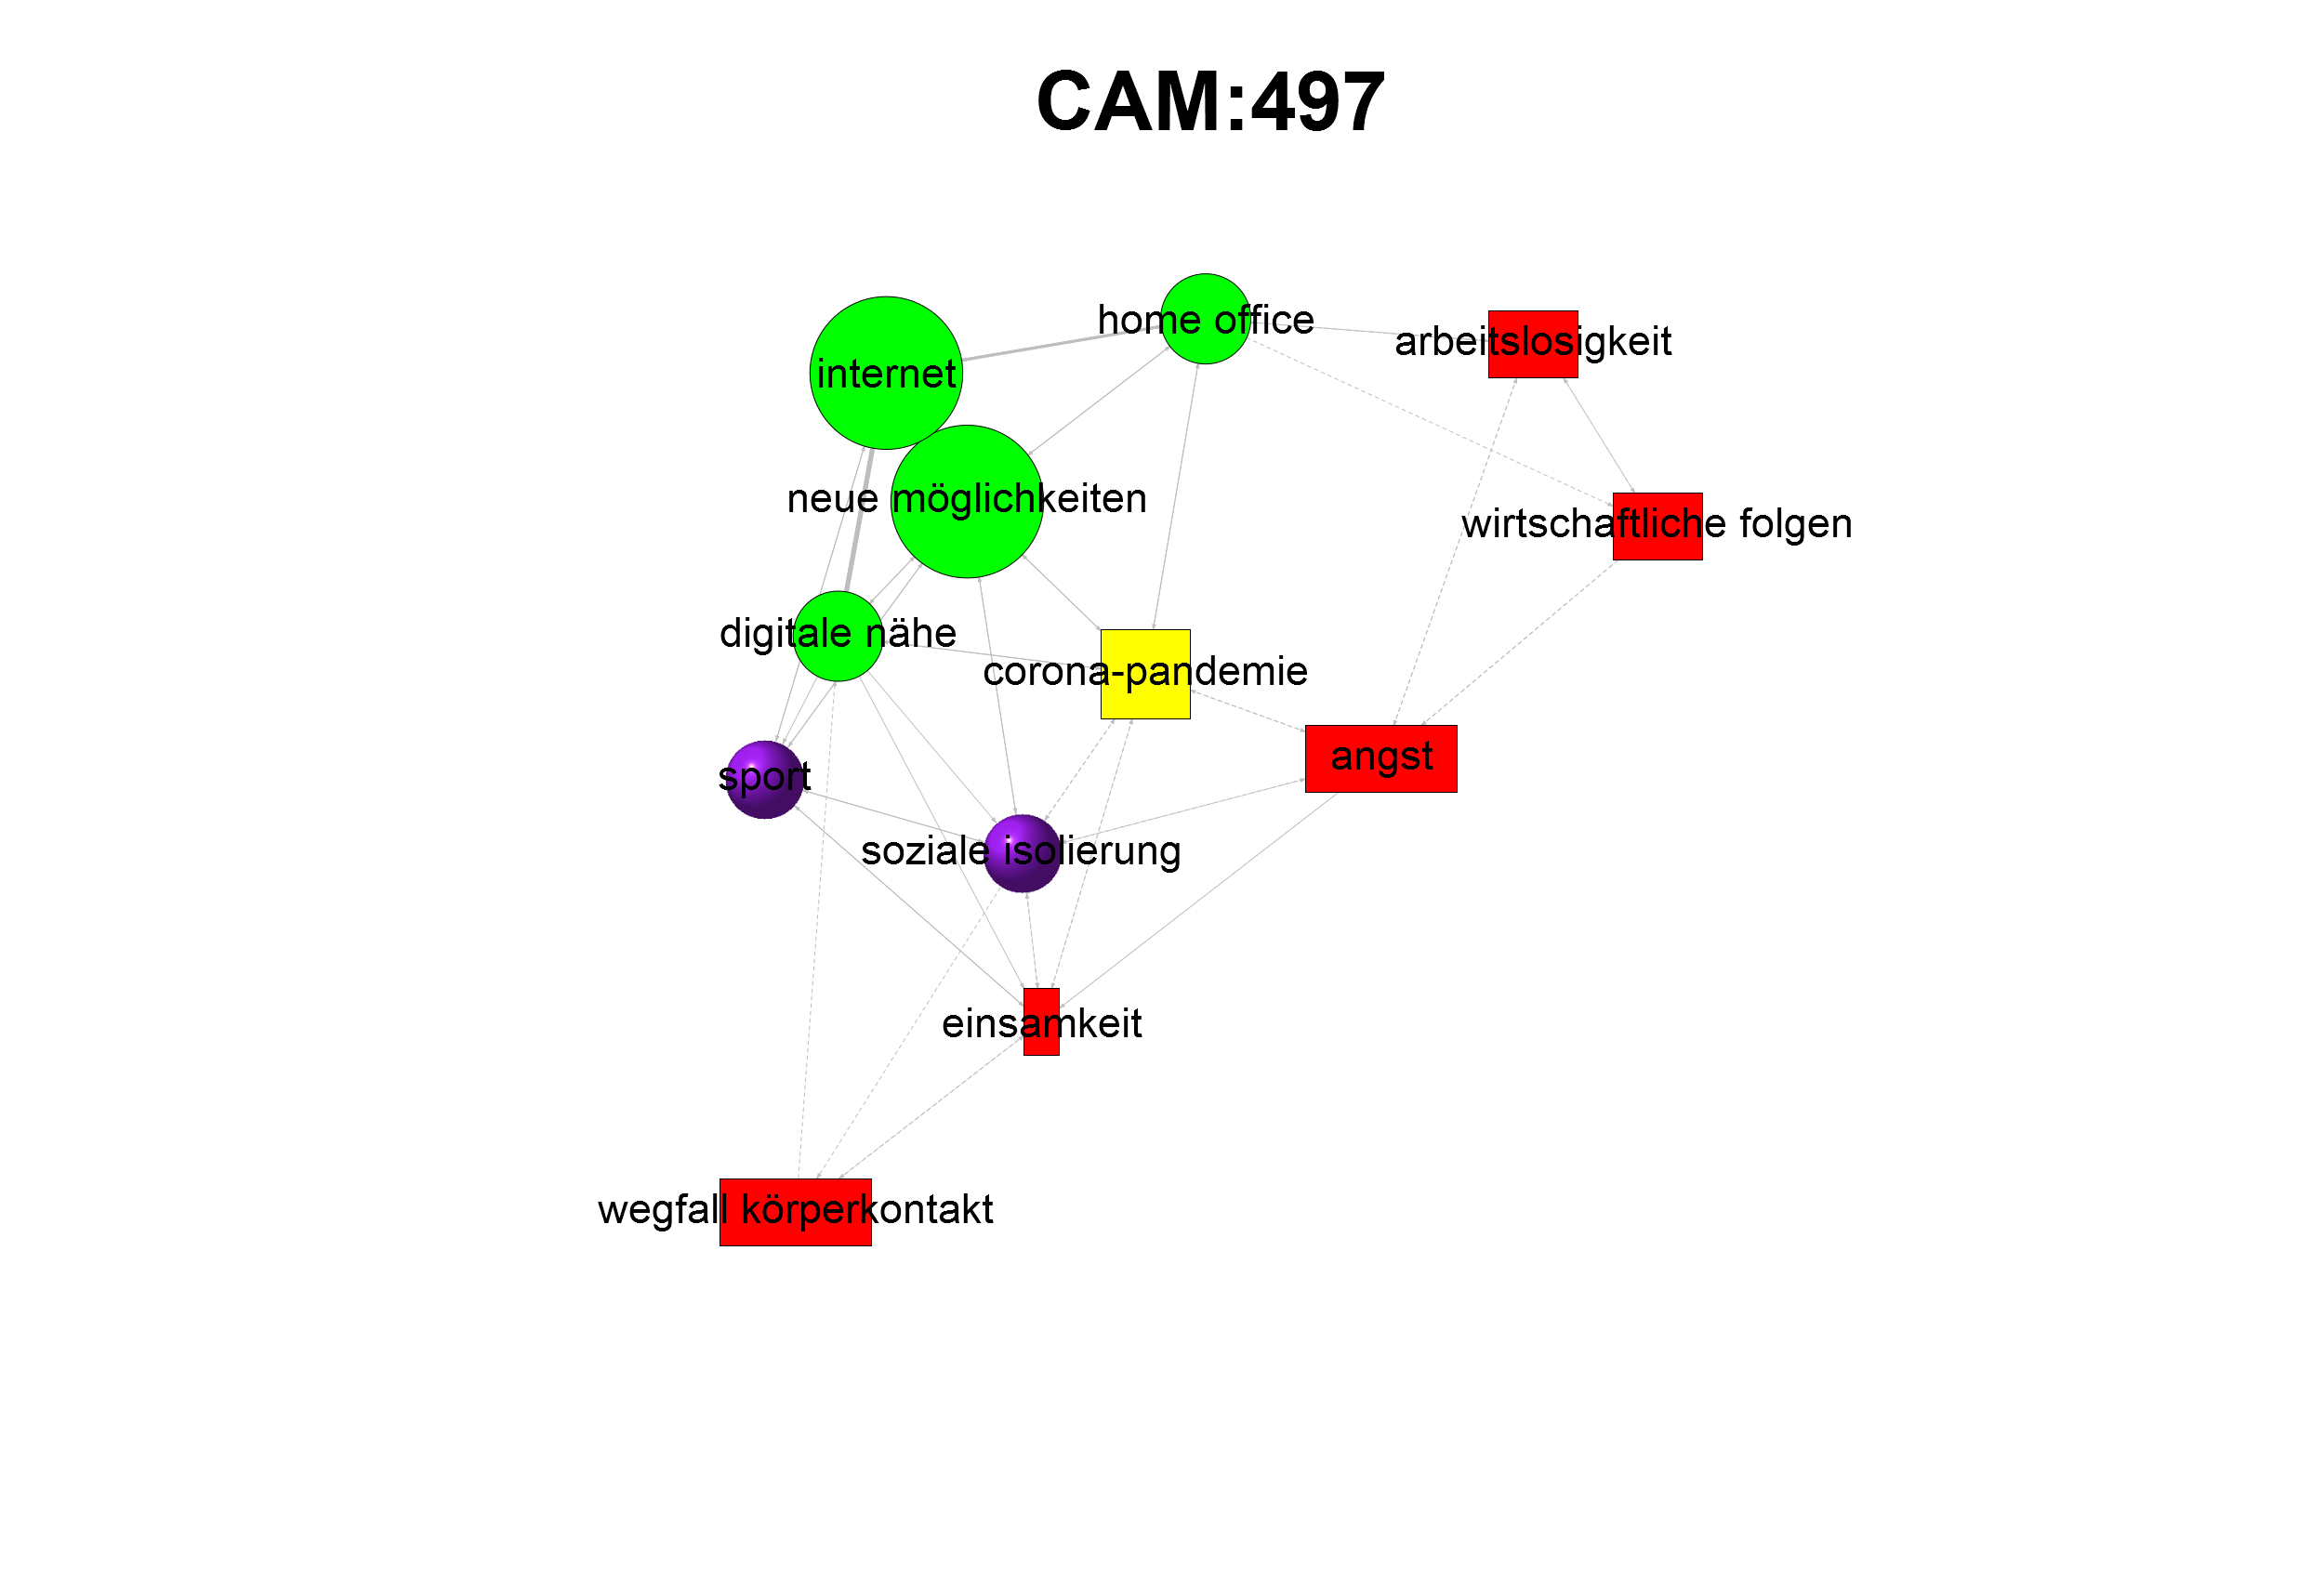 CAM:497
home office
arbeitslosigkeit
internet
neue möglichkeiten
wirtschaftliche folgen
digitale nähe
corona-pandemie
angst
sport
soziale isolierung
einsamkeit
wegfall körperkontakt